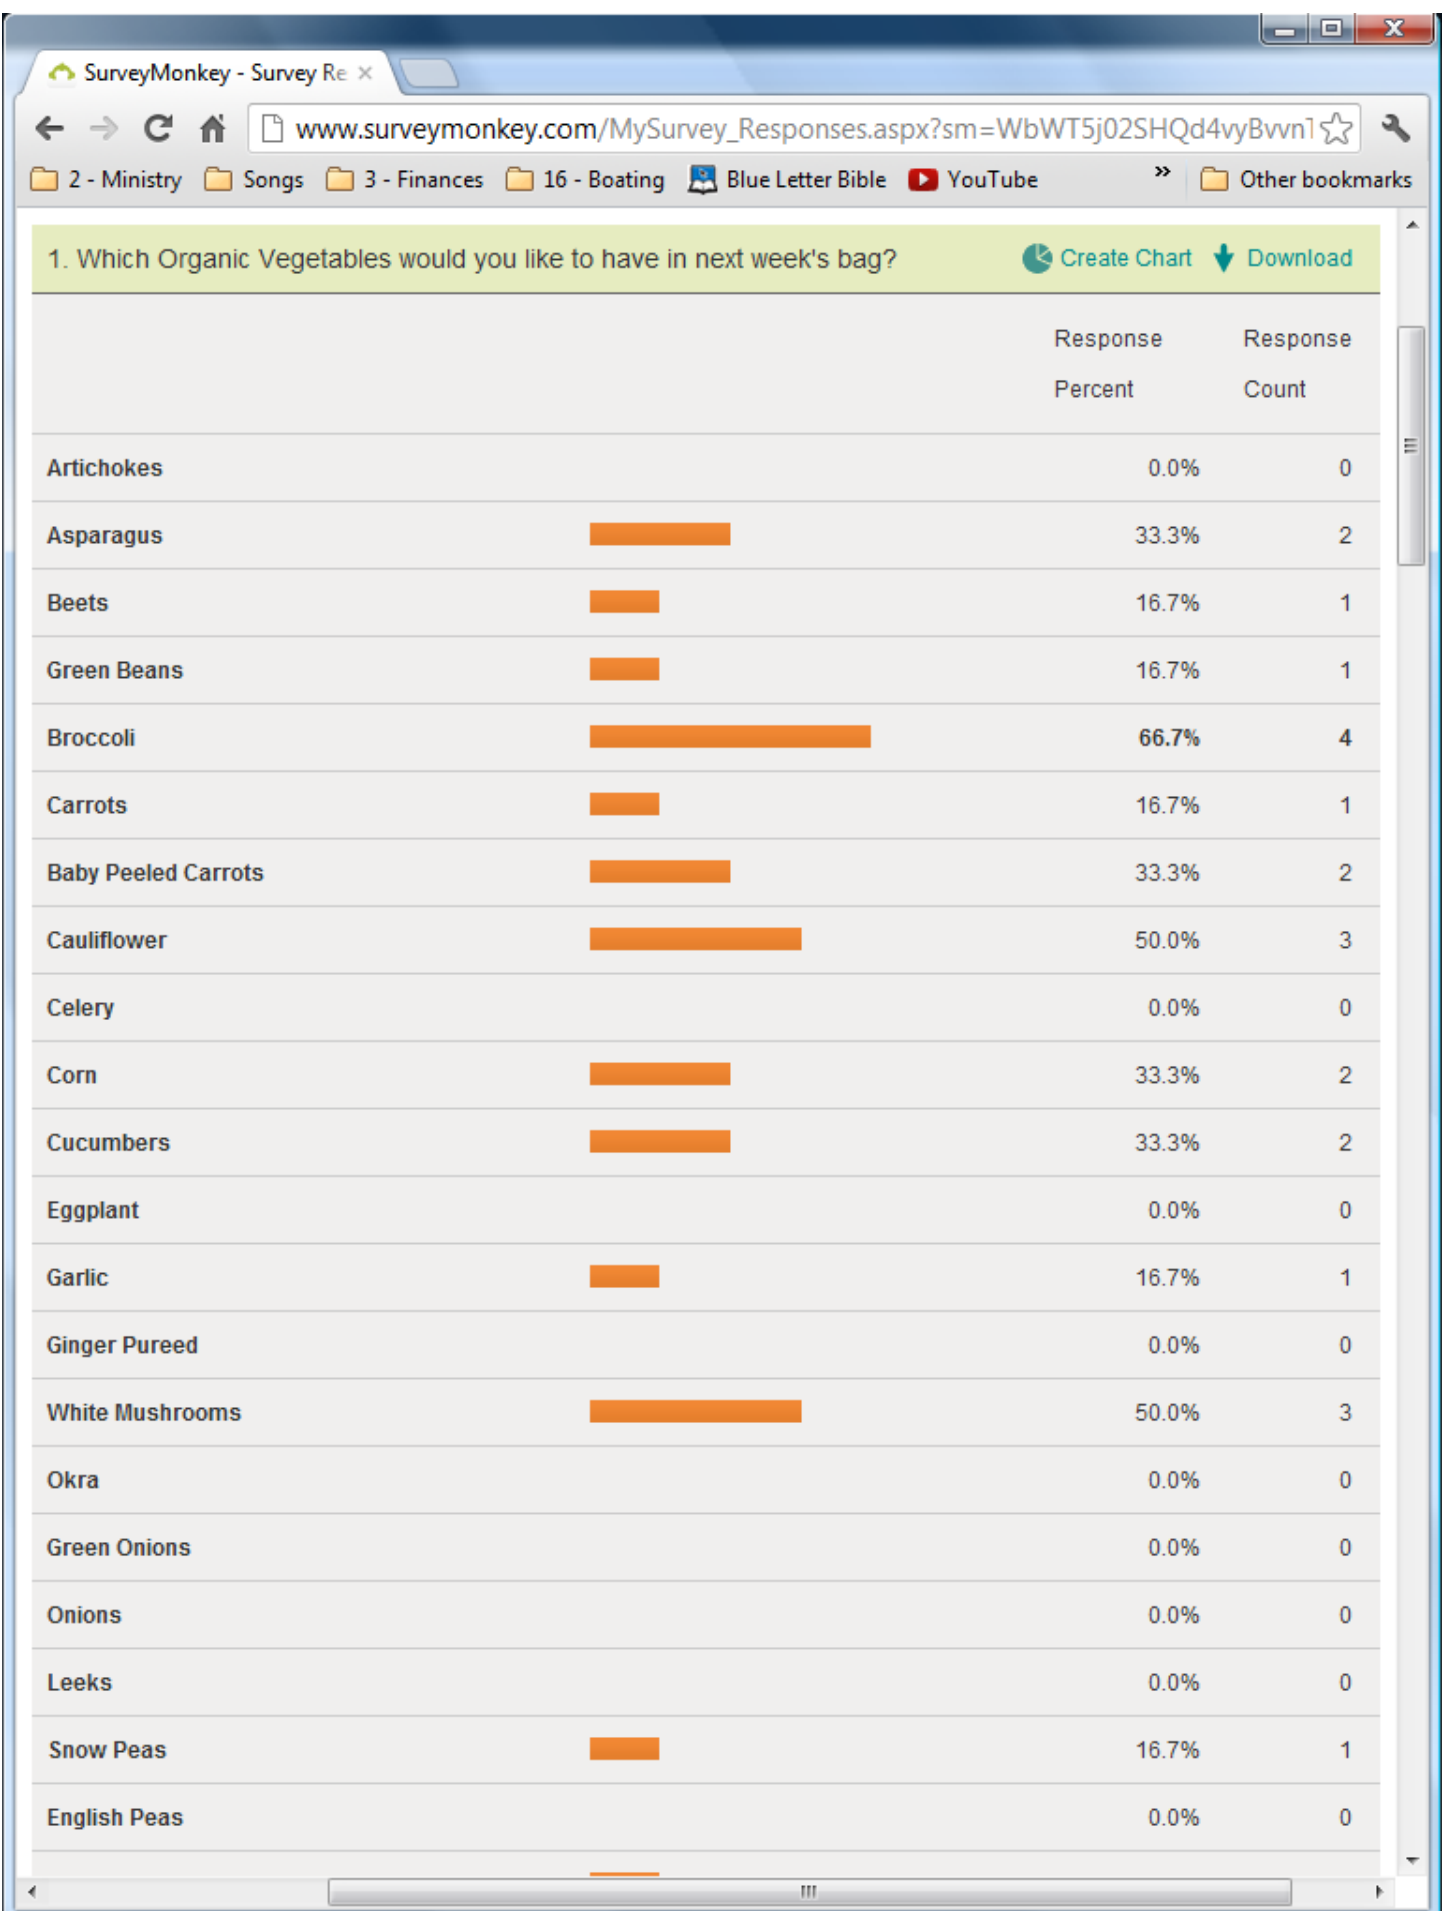 SurveyMonkey - Survey Re
www.surveymonkey.com/MySurvey_Responses.aspx?sm=WbWT5j02SHQd4vyBvvn
2 - Ministry Songs 3 - Finances 16 - Boating Blue Letter Bible YouTube » Other bookmarks
1. Which Organic Vegetables would you like to have in next week's bag? Create Chart Download
Response Response
Percent Count
Artichokes 0.0% 0
Asparagus 33.3% 2
Beets 16.7% 1
Green Beans 16.7% 1
Broccoli 66.7% 4
Carrots 16.7% 1
Baby Peeled Carrots 33.3% 2
Cauliflower 50.0% 3
Celery 0.0% 0
Corn 33.3% 2
Cucumbers 33.3% 2
Eggplant 0.0% 0
Garlic 16.7% 1
Ginger Pureed 0.0% 0
White Mushrooms 50.0% 3
Okra 0.0% 0
Green Onions 0.0% 0
Onions 0.0% 0
Leeks 0.0% 0
Snow Peas 16.7% 1
English Peas 0.0% 0